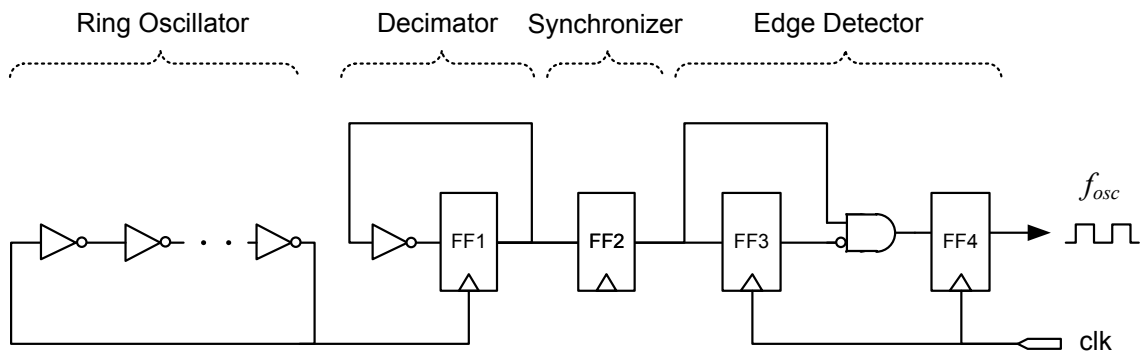 Ring Oscillator
Decimator
Synchronizer
Edge Detector
FF1
FF2
FF3
FF4
fosc
clk